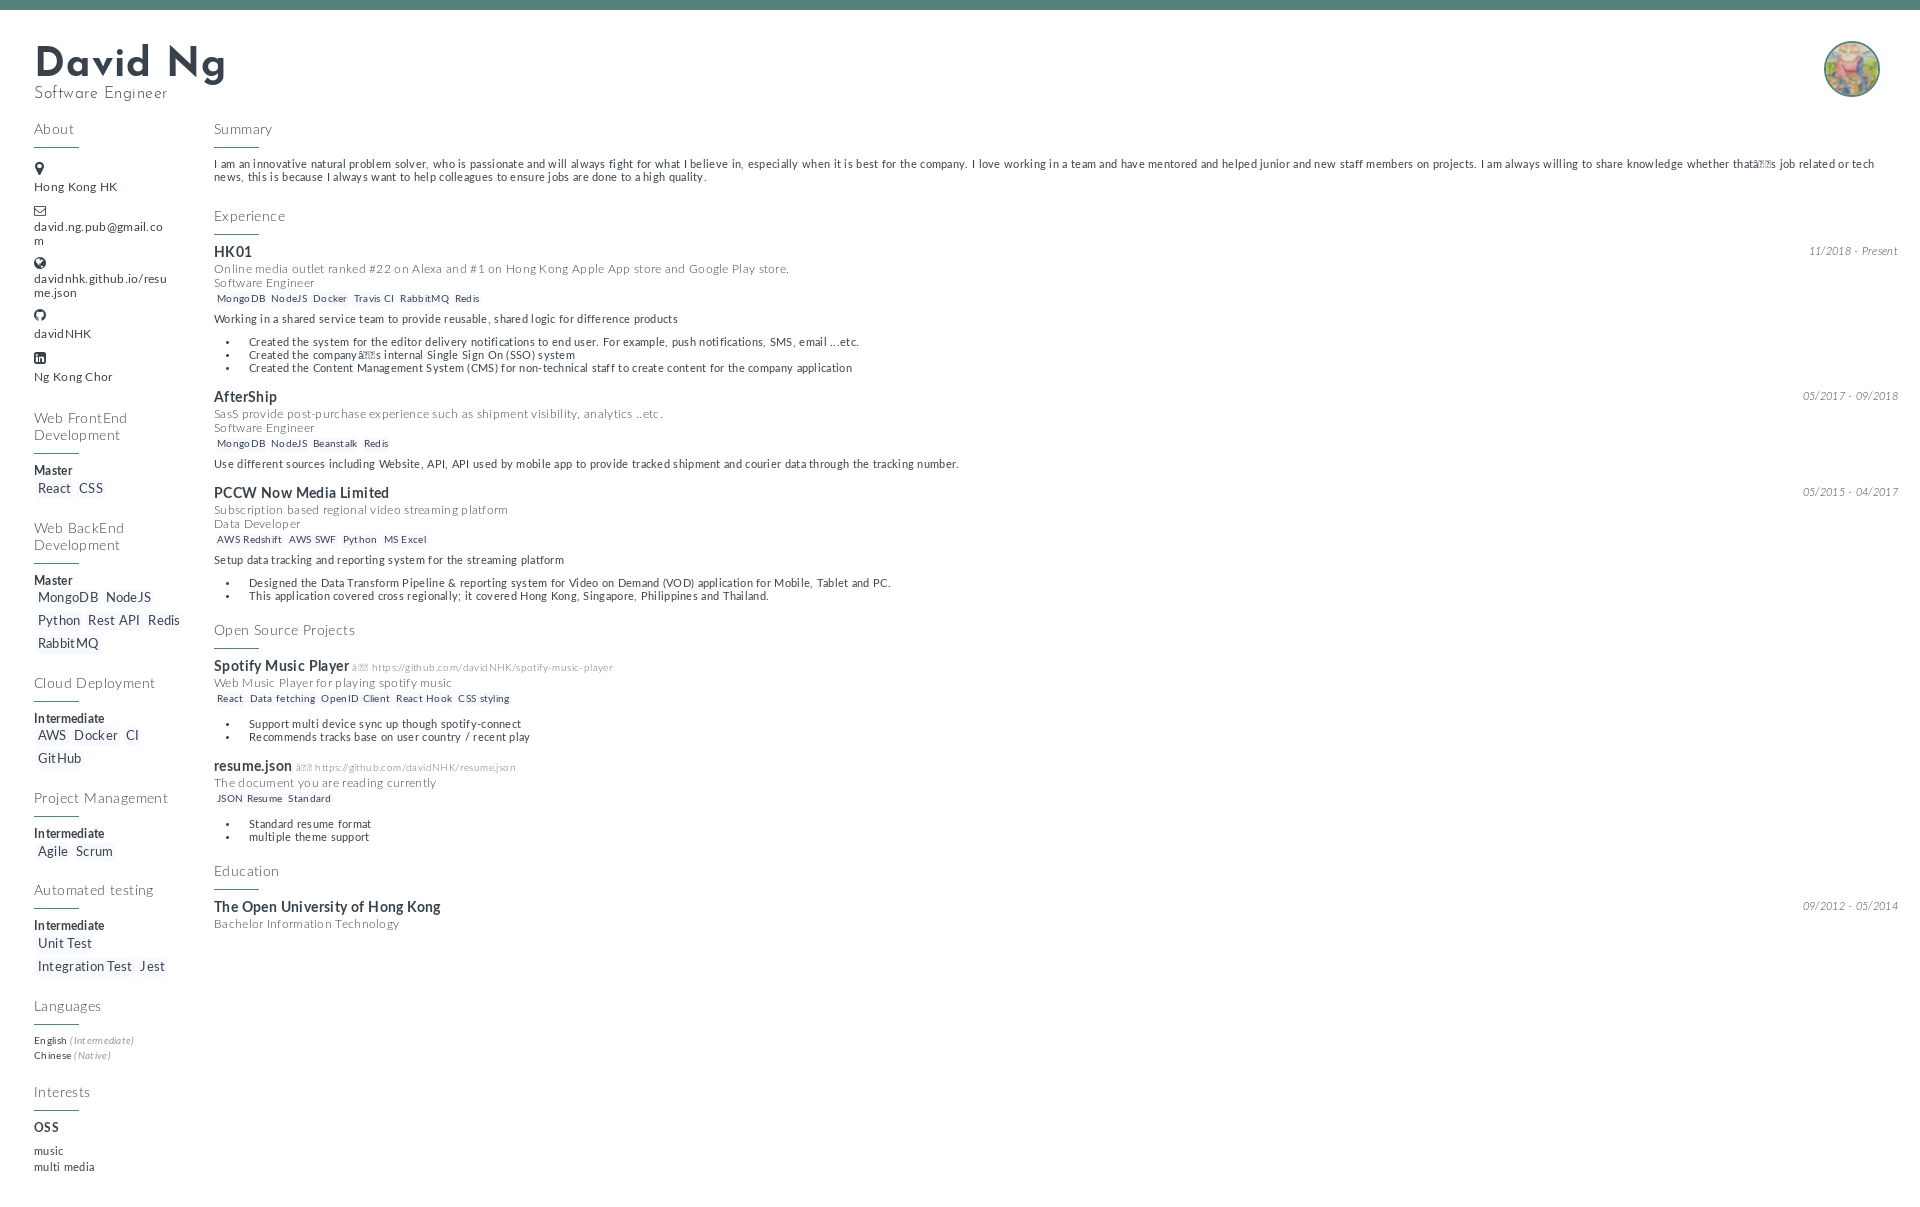 David Ng
Software Engineer
About
Hong Kong HK
david.ng.pub@gmail.co
m
davidnhk.github.io/resu
me.json
davidNHK
Ng Kong Chor
Web FrontEnd
Development
Master
React CSS
Web BackEnd
Development
Master
MongoDB NodeJS
Python Rest API Redis
RabbitMQ
Cloud Deployment
Intermediate
AWS Docker CI
GitHub
Project Management
Intermediate
Agile Scrum
Automated testing
Intermediate
Unit Test
Integration Test Jest
Languages
English (Intermediate)
Chinese (Native)
Interests
OSS
music
multi media
Summary
I am an innovative natural problem solver, who is passionate and will always fight for what I believe in, especially when it is best for the company. I love working in a team and have mentored and helped junior and new staff members on projects. I am always willing to share knowledge whether thatâs job related or tech
news, this is because I always want to help colleagues to ensure jobs are done to a high quality.
Experience
HK01 11/2018 - Present
Online media outlet ranked #22 on Alexa and #1 on Hong Kong Apple App store and Google Play store.
Software Engineer
MongoDB NodeJS Docker Travis CI RabbitMQ Redis
Working in a shared service team to provide reusable, shared logic for difference products
• Created the system for the editor delivery notifications to end user. For example, push notifications, SMS, email ...etc.
• Created the companyâs internal Single Sign On (SSO) system
• Created the Content Management System (CMS) for non-technical staff to create content for the company application
AfterShip 05/2017 - 09/2018
SasS provide post-purchase experience such as shipment visibility, analytics ..etc.
Software Engineer
MongoDB NodeJS Beanstalk Redis
Use different sources including Website, API, API used by mobile app to provide tracked shipment and courier data through the tracking number.
PCCW Now Media Limited 05/2015 - 04/2017
Subscription based regional video streaming platform
Data Developer
AWS Redshift AWS SWF Python MS Excel
Setup data tracking and reporting system for the streaming platform
• Designed the Data Transform Pipeline & reporting system for Video on Demand (VOD) application for Mobile, Tablet and PC.
• This application covered cross regionally; it covered Hong Kong, Singapore, Philippines and Thailand.
Open Source Projects
Spotify Music Player â https://github.com/davidNHK/spotify-music-player
Web Music Player for playing spotify music
React Data fetching OpenID Client React Hook CSS styling
• Support multi device sync up though spotify-connect
• Recommends tracks base on user country / recent play
resume.json â https://github.com/davidNHK/resume.json
The document you are reading currently
JSON Resume Standard
• Standard resume format
• multiple theme support
Education
The Open University of Hong Kong 09/2012 - 05/2014
Bachelor Information Technology